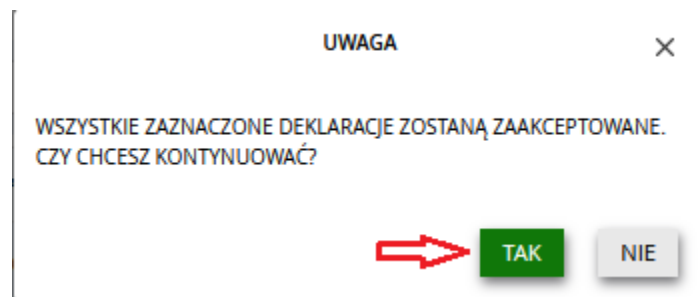 UWAGA
WSZYSTKIE ZAZNACZONE DEKLARACJE ZOSTANĄ ZAAKCEPTOWANE.
CZY CHCESZ KONTYNUOWAĆ?
TAK NIE